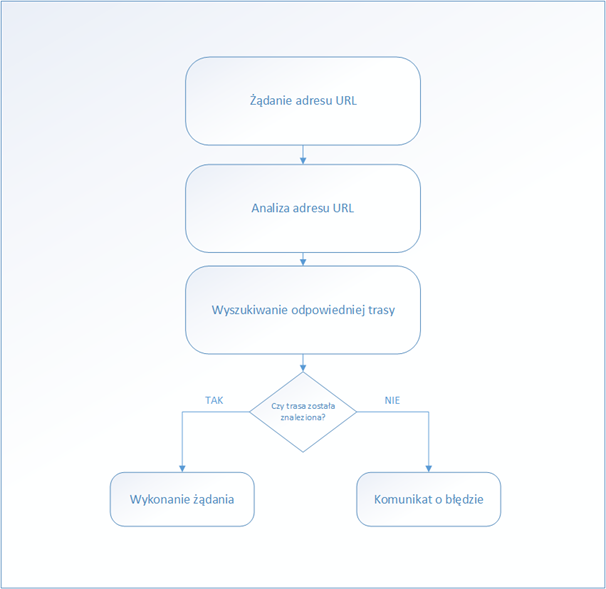 Żądanie adresu URL
Analiza adresu URL
Wyszukiwanie odpowiedniej trasy
TAK
Czy trasa została
znaleziona?
NIE
Wykonanie żądania
Komunikat o błędzie